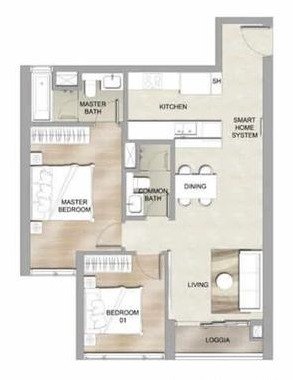 SH
MASTER
BATH
KITCHEN
SMART
HOME
SYSTEM
MASTER
BEDROOM
COMMON
BATH
DINING
LIVING
BEDROOM
01
LOGGIA